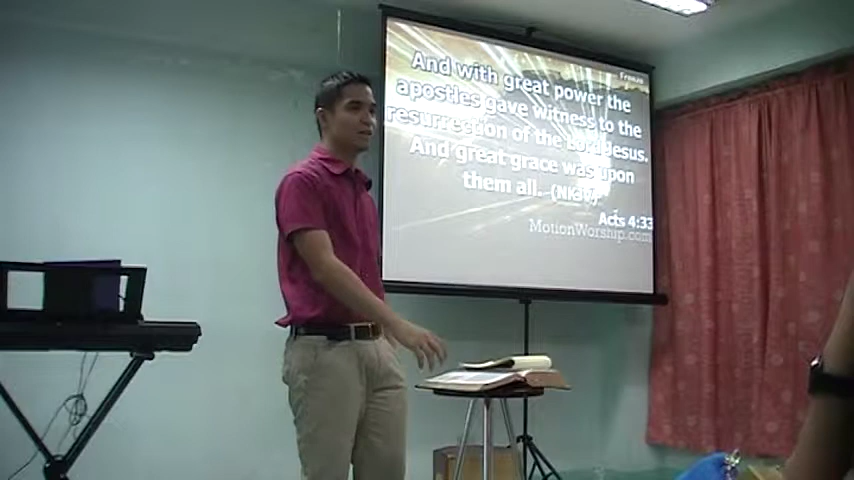 Freeze
And with great power the
apostles gave witness to the
resurrection of the Lord Jesus.
And great grace was upon
them all. (NKJV)
Acts 4:33
MotionWorship.com